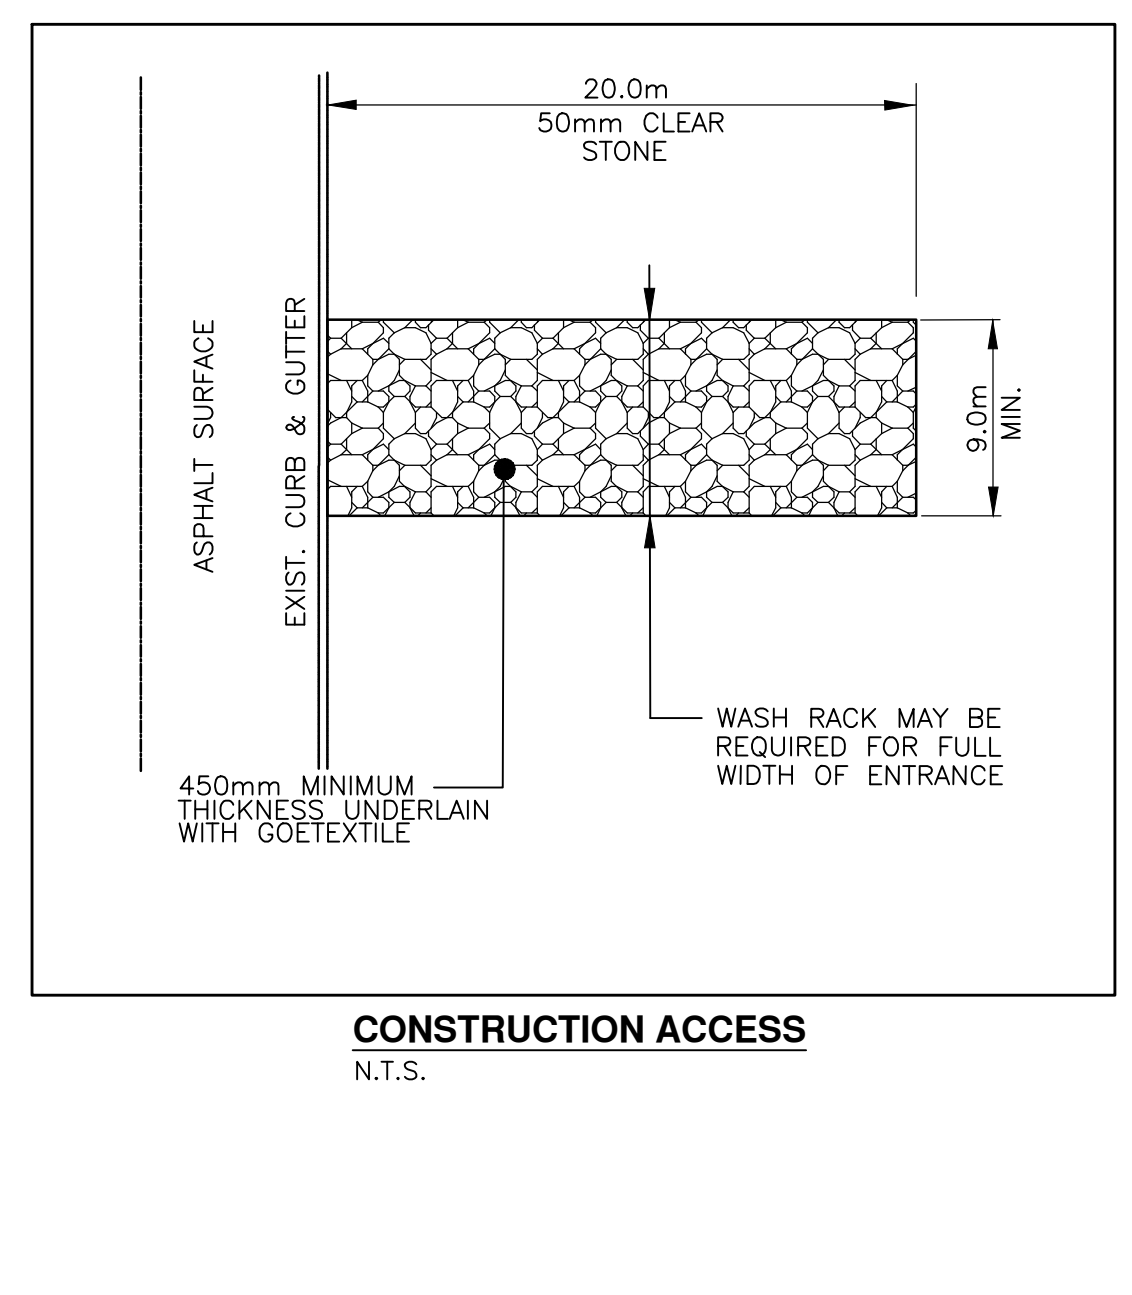 20.0m
50mm CLEAR
STONE
ASPHALT SURFACE
EXIST. CURB & GUTTER
9.0m
MIN.
WASH RACK MAY BE
REQUIRED FOR FULL
WIDTH OF ENTRANCE
450mm MINIMUM
THICKNESS UNDERLAIN
WITH GOETEXTILE
CONSTRUCTION ACCESS
N.T.S.